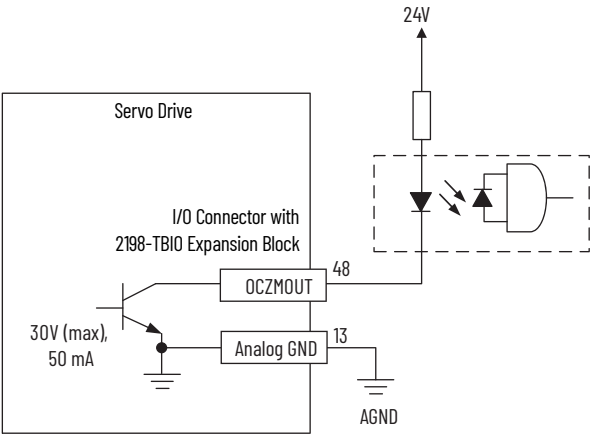 24V
Servo Drive
I/O Connector with
2198-TBIO Expansion Block
OCZMOUT
48
30V (max),
50 mA
Analog GND
13
AGND